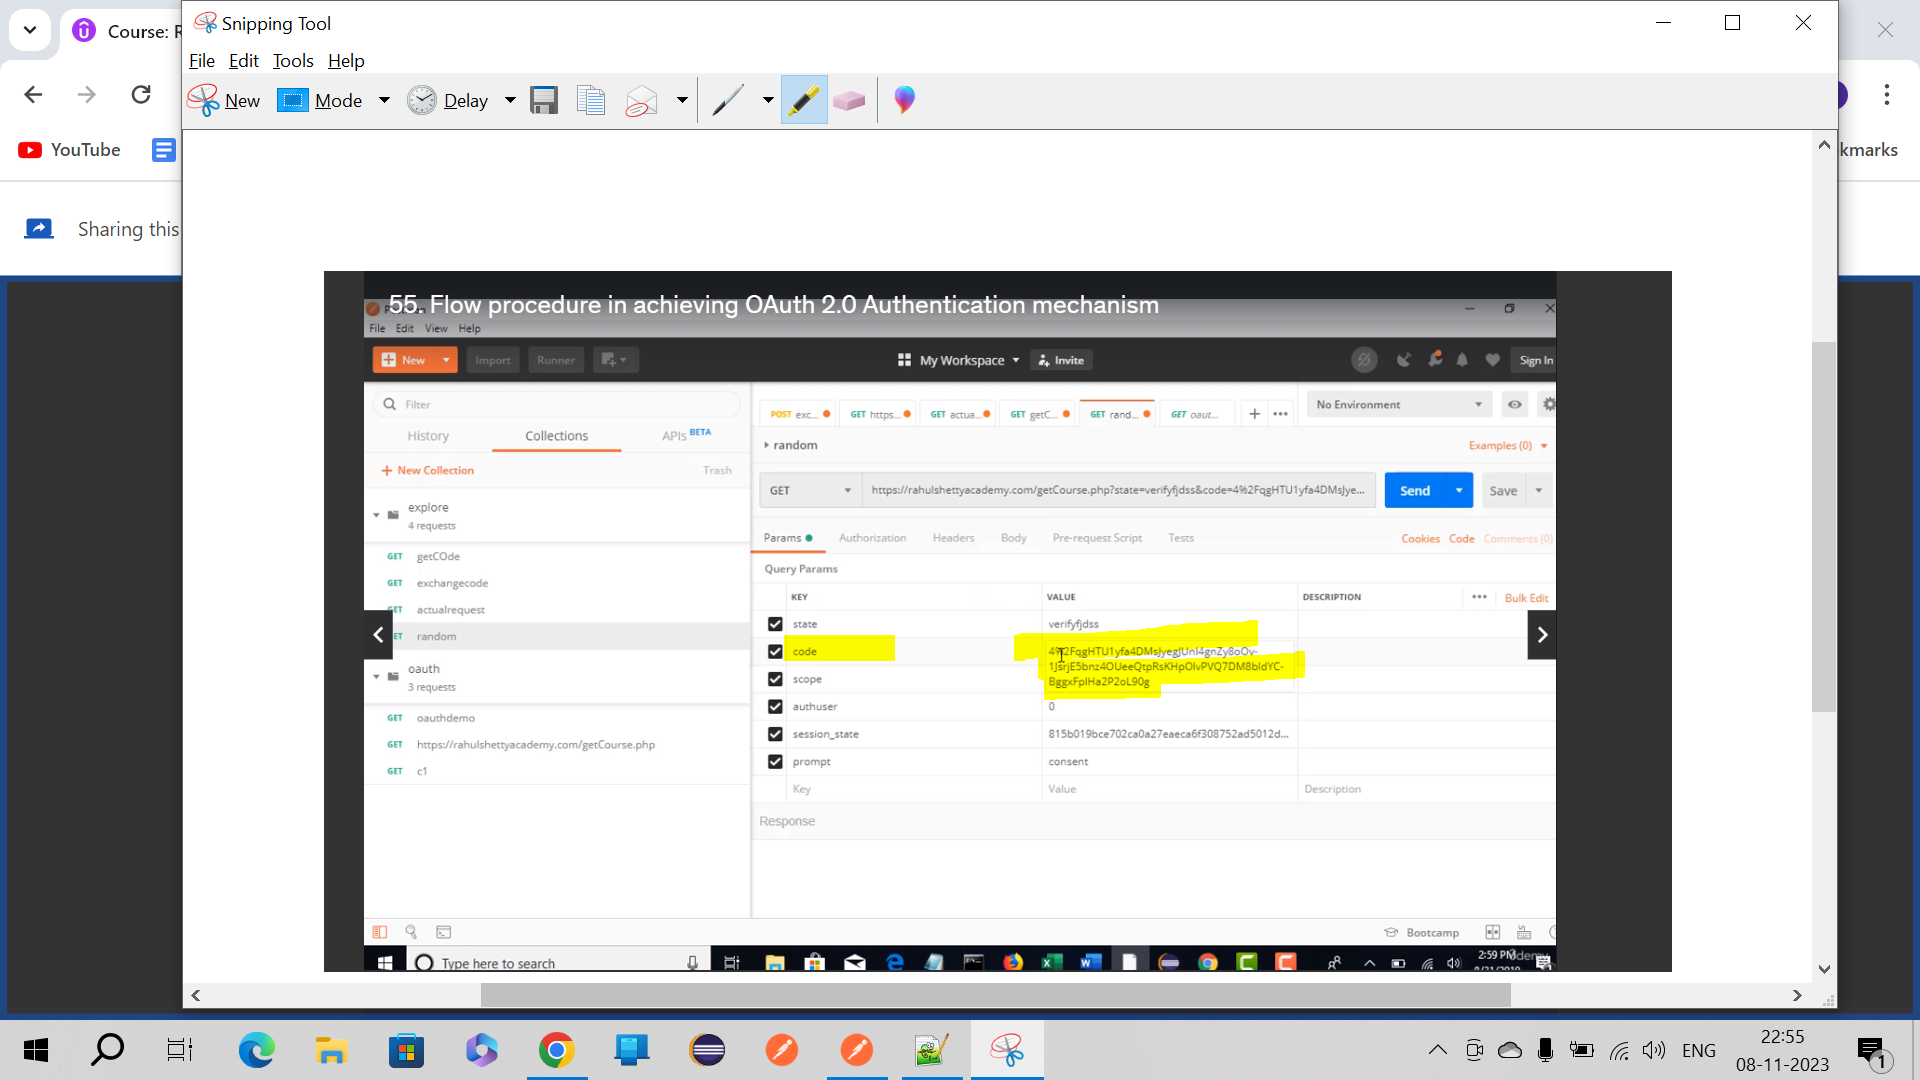 Course: R
Snipping Tool
File Edit Tools Help
New Mode Delay
YouTube
kmarks
Sharing this
55. Flow procedure in achieving OAuth 2.0 Authentication mechanism
File Edit View Help
New Import Runner My Workspace Invite Sign In
Filter
History Collections APIs BETA
New Collection Trash
explore
4 requests
GET getCOde
GET exchangecode
GET actualrequest
ET random
oauth
3 requests
GET oauthdemo
GET https://rahulshettyacademy.com/getCourse.php
GET c1
POST exc... GET https... GET actua... GET getC... GET rand... GET oaut...
No Environment
random
Examples (0)
GET https://rahulshettyacademy.com/getCourse.php?state=verifyfjdss&code=4%2FqgHTU1yfa4DMsJye... Send Save
Params Authorization Headers Body Pre-request Script Tests Cookies Code Comments (0)
Query Params
KEY VALUE DESCRIPTION Bulk Edit
state verifyfjdss
code
scope
authuser 0
session_state 815b019bce702ca0a27eaeca6f308752ad5012d...
prompt consent
Key Value Description
Response
Bootcamp
Type here to search
2:59 PM
22:55
ENG
08-11-2023
1